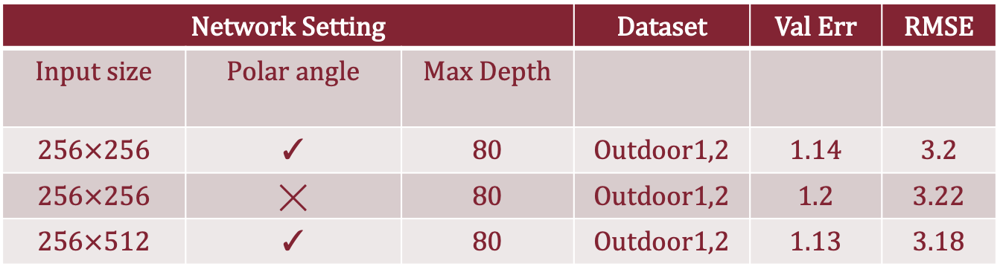 Network Setting Dataset Val Err RMSE
Input size Polar angle Max Depth
256×256 ✓ 80 Outdoor1,2 1.14 3.2
256×256 ✕ 80 Outdoor1,2 1.2 3.22
256×512 ✓ 80 Outdoor1,2 1.13 3.18